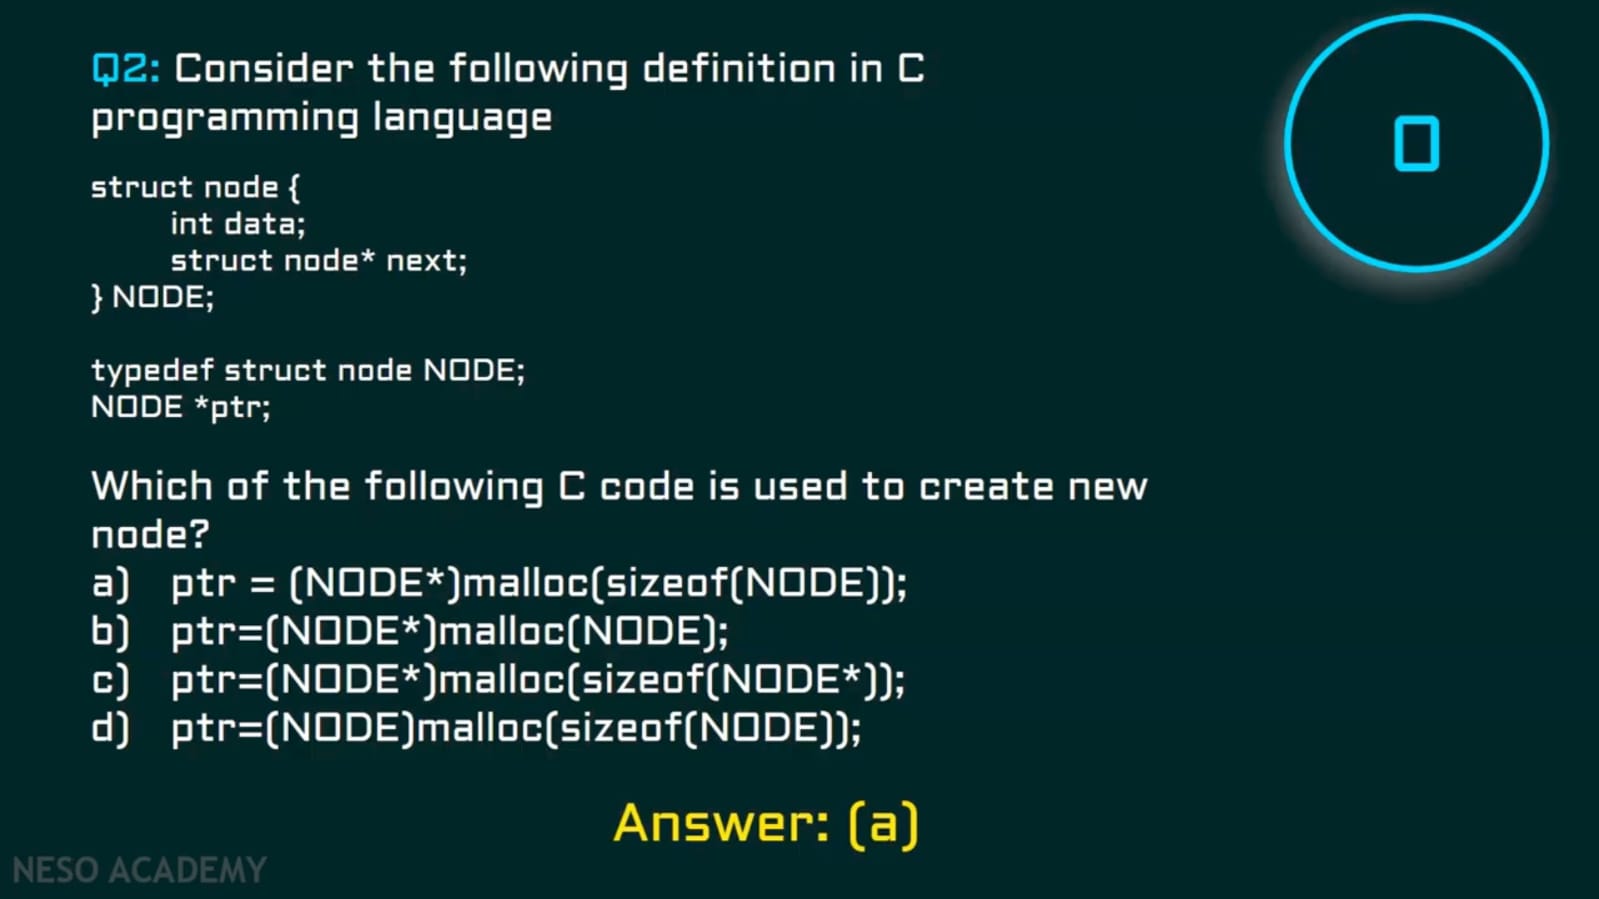 Q2: Consider the following definition in C
programming language
0
struct node {
int data;
struct node* next;
} NODE;
typedef struct node NODE;
NODE *ptr;
Which of the following C code is used to create new
node?
a) ptr = (NODE*)malloc(sizeof(NODE));
b) ptr=(NODE*)malloc(NODE);
c) ptr=(NODE*)malloc(sizeof(NODE*));
d) ptr=(NODE)malloc(sizeof(NODE));
Answer: (a)
NESO ACADEMY